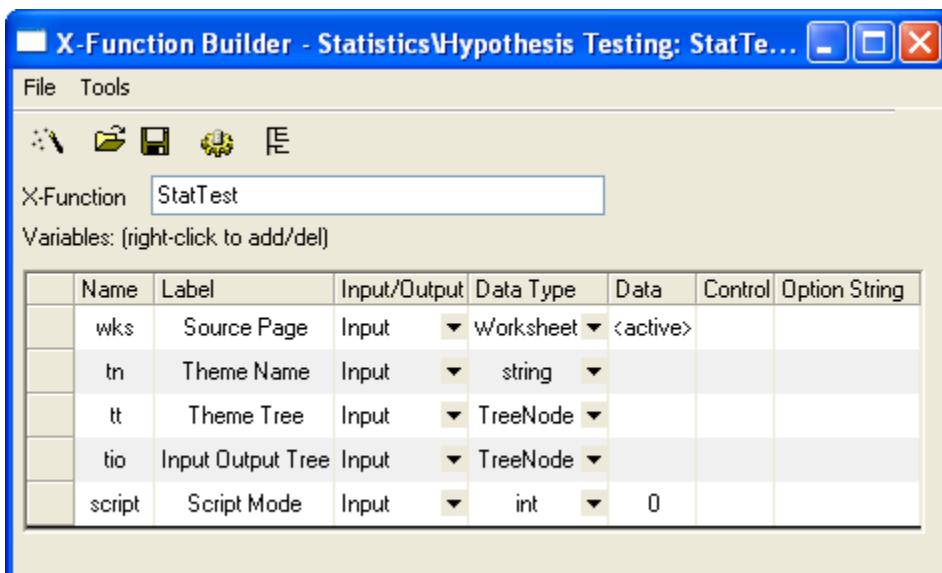 X-Function Builder - Statistics\Hypothesis Testing: StatTe...
File Tools
X-Function StatTest
Variables: (right-click to add/del)
Name Label Input/Output Data Type Data Control Option String
wks Source Page Input Worksheet <active>
tn Theme Name Input string
tt Theme Tree Input TreeNode
tio Input Output Tree Input TreeNode
script Script Mode Input int 0